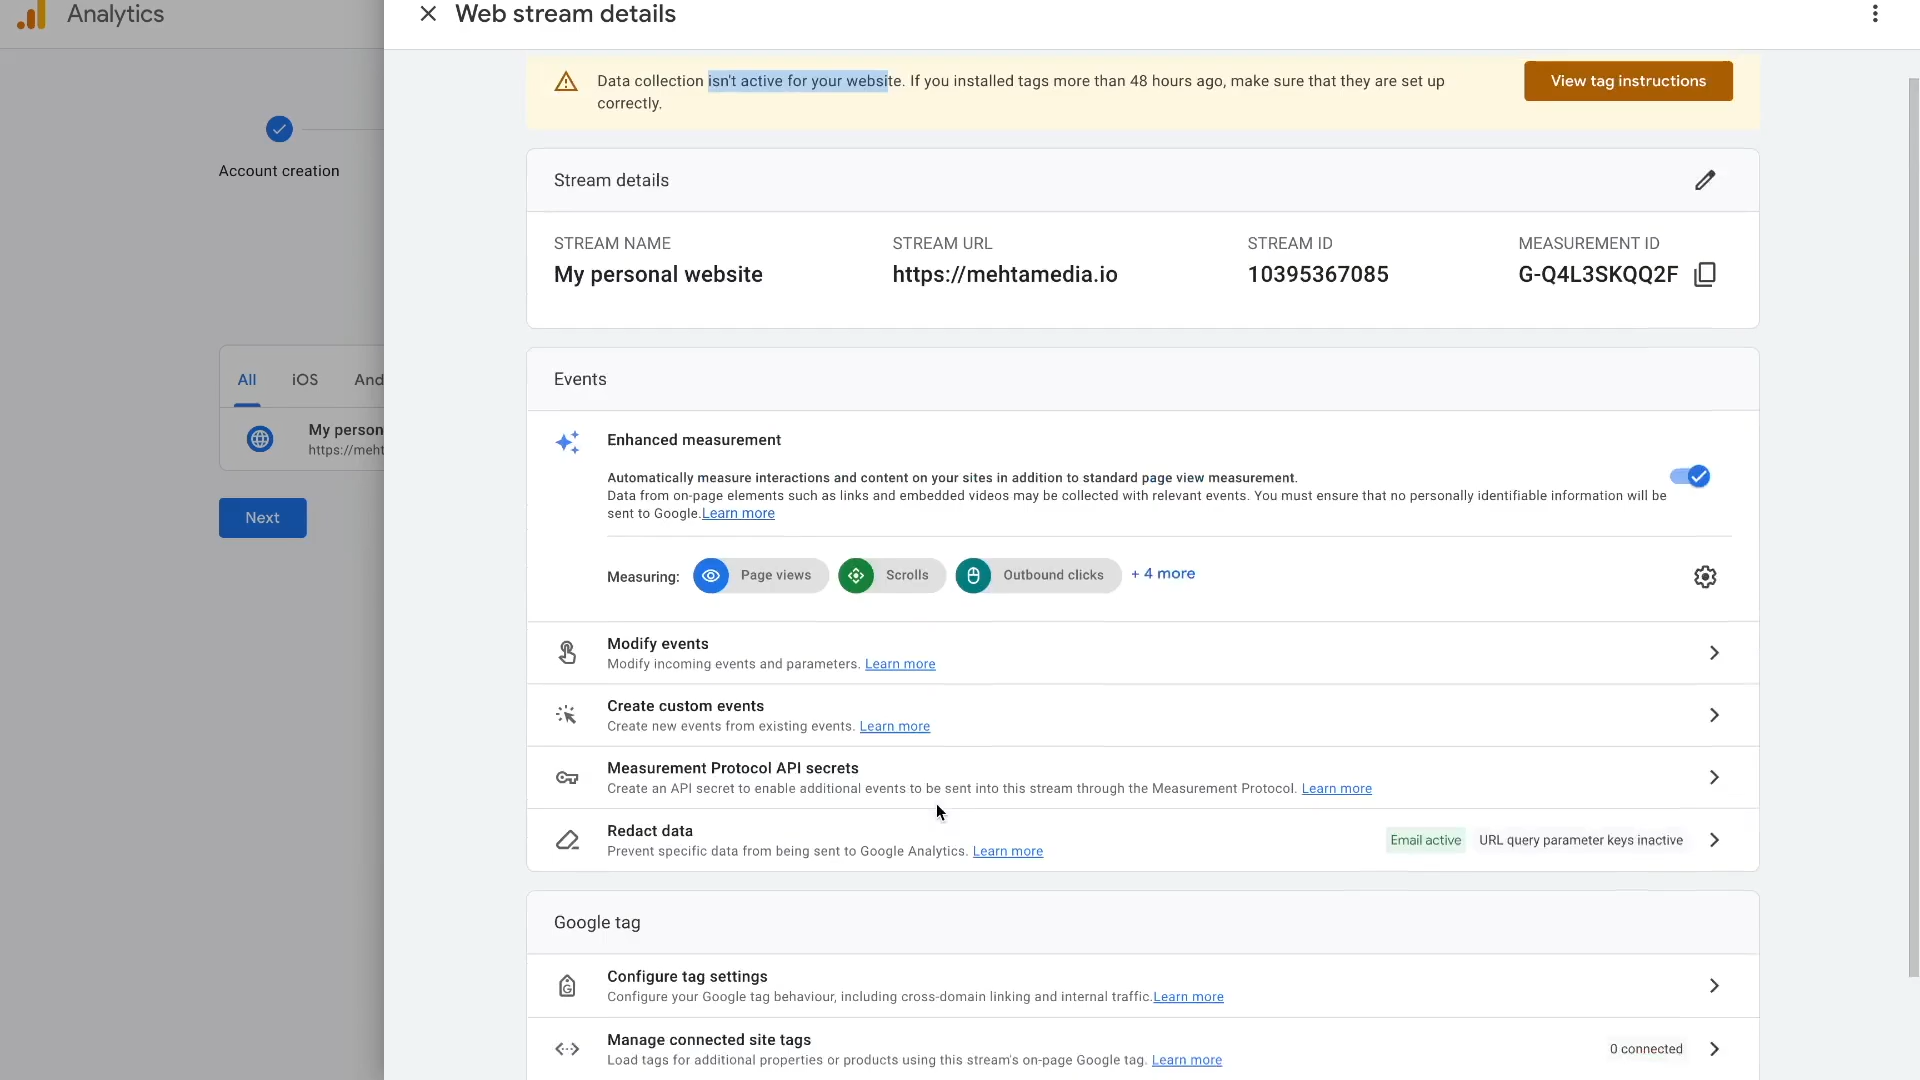 Analytics
Web stream details
Data collection isn't active for your website. If you installed tags more than 48 hours ago, make sure that they are set up
correctly.
View tag instructions
Account creation
Stream details
STREAM NAME
My personal website
STREAM URL
https://mehtamedia.io
STREAM ID
10395367085
MEASUREMENT ID
G-Q4L3SKQQ2F
All iOS And
My person
https://meht
Next
Events
Enhanced measurement
Automatically measure interactions and content on your sites in addition to standard page view measurement.
Data from on-page elements such as links and embedded videos may be collected with relevant events. You must ensure that no personally identifiable information will be
sent to Google.Learn more
Measuring: Page views Scrolls Outbound clicks + 4 more
Modify events
Modify incoming events and parameters. Learn more
Create custom events
Create new events from existing events. Learn more
Measurement Protocol API secrets
Create an API secret to enable additional events to be sent into this stream through the Measurement Protocol. Learn more
Redact data
Prevent specific data from being sent to Google Analytics. Learn more
Email active URL query parameter keys inactive
Google tag
Configure tag settings
Configure your Google tag behaviour, including cross-domain linking and internal traffic.Learn more
Manage connected site tags
Load tags for additional properties or products using this stream's on-page Google tag. Learn more
0 connected